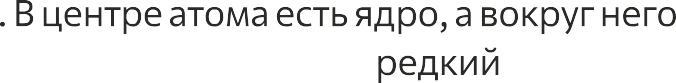 . В центре атома есть ядро, а вокруг него
редкий